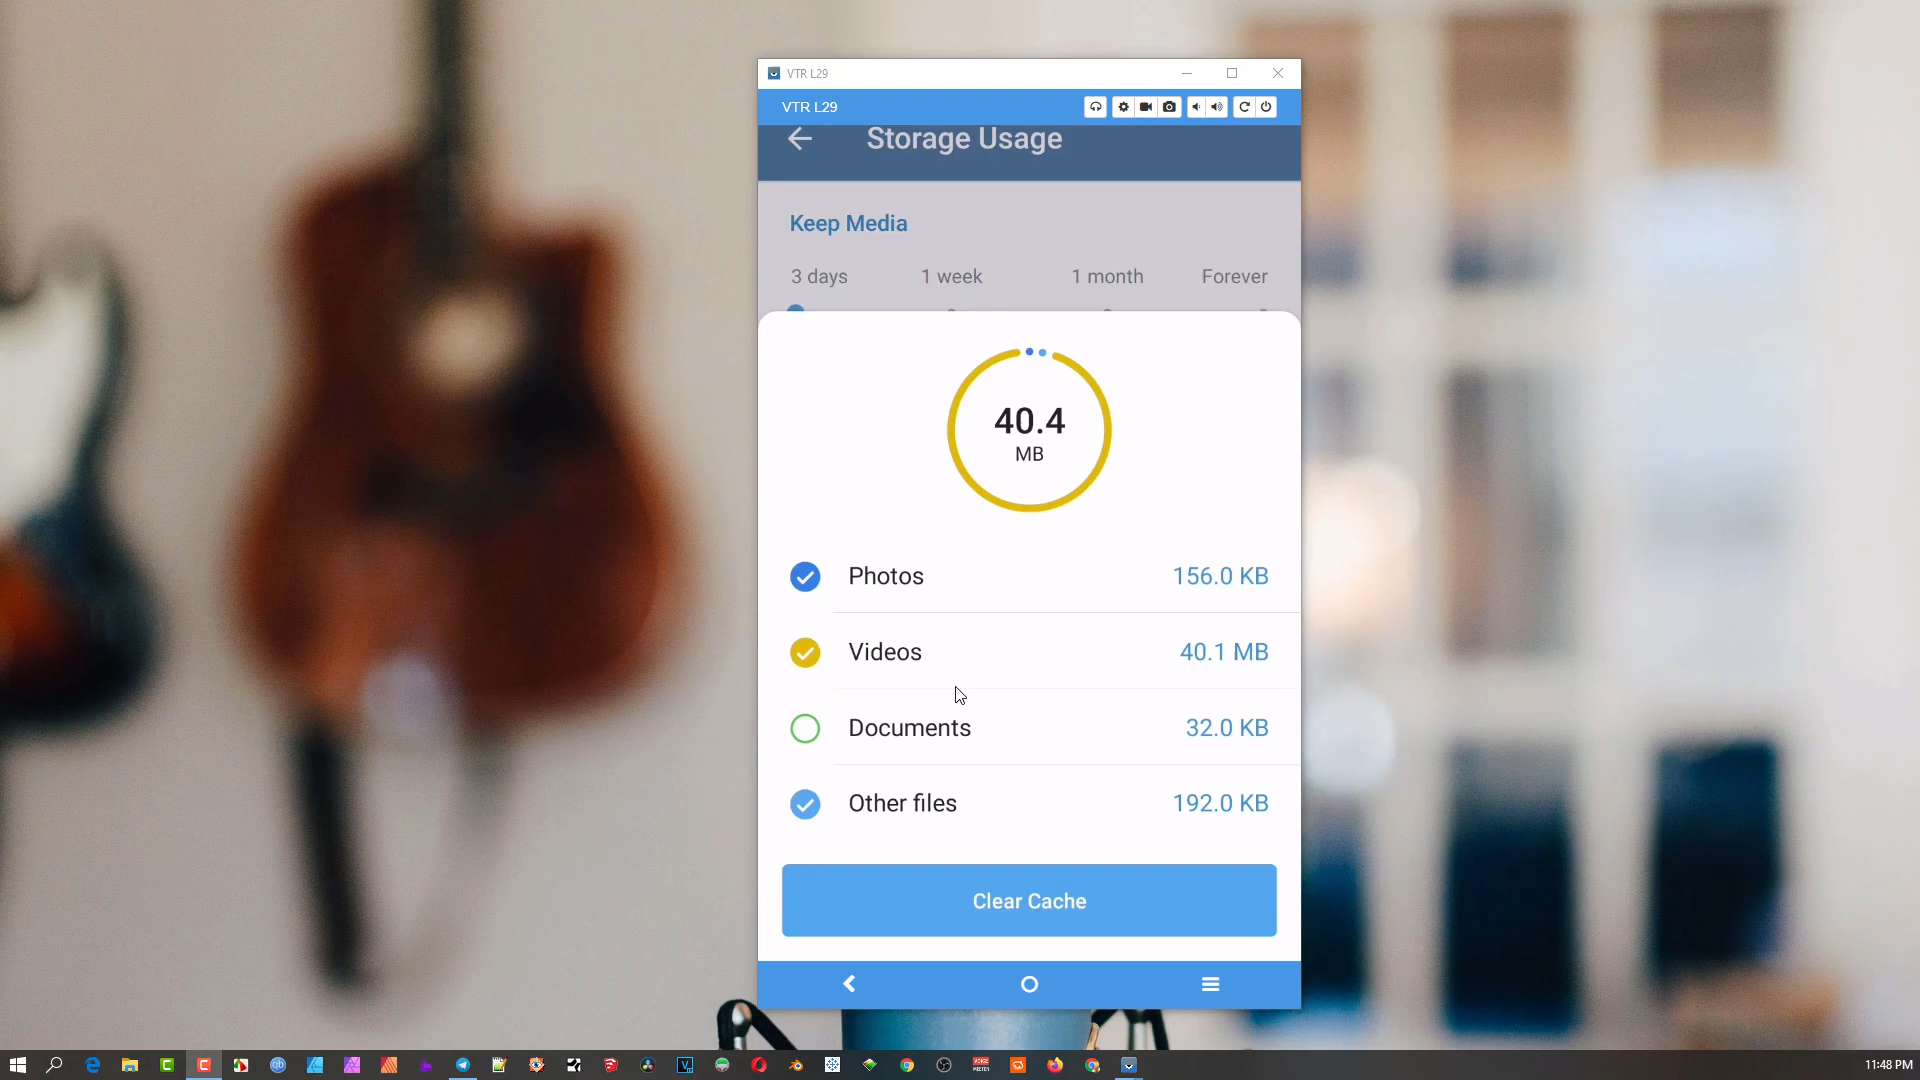 VTR L29
VTR L29
Storage Usage
Keep Media
3 days 1 week 1 month Forever
40.4
MB
Photos 156.0 KB
Videos 40.1 MB
Documents 32.0 KB
Other files 192.0 KB
Clear Cache
11:48 PM